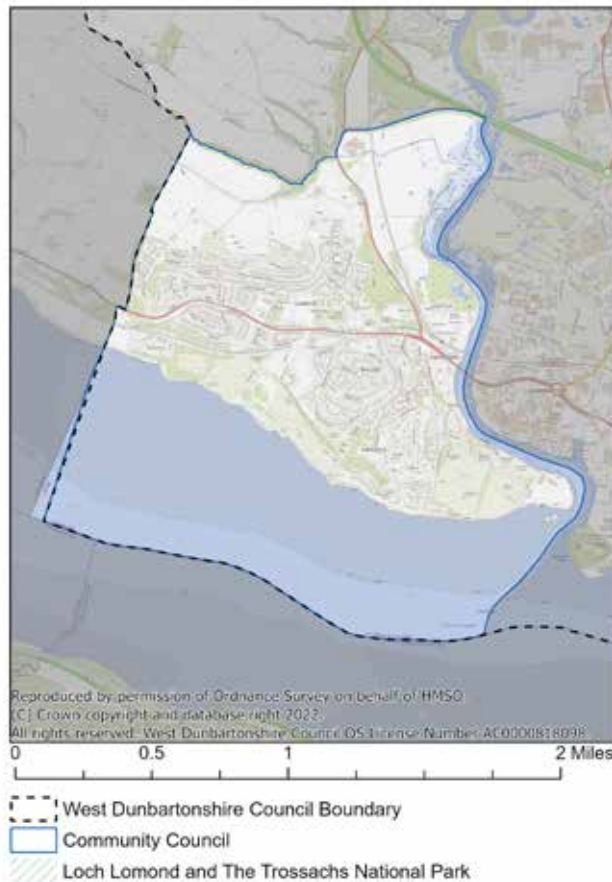 Reproduced by permission of Ordnance Survey on behalf of HMSO.
(C) Crown copyright and database right 2022.
All rights reserved. West Dunbartonshire Council OS License Number AC0000818098
0 0.5 1 2 Miles
West Dunbartonshire Council Boundary
Community Council
Loch Lomond and The Trossachs National Park